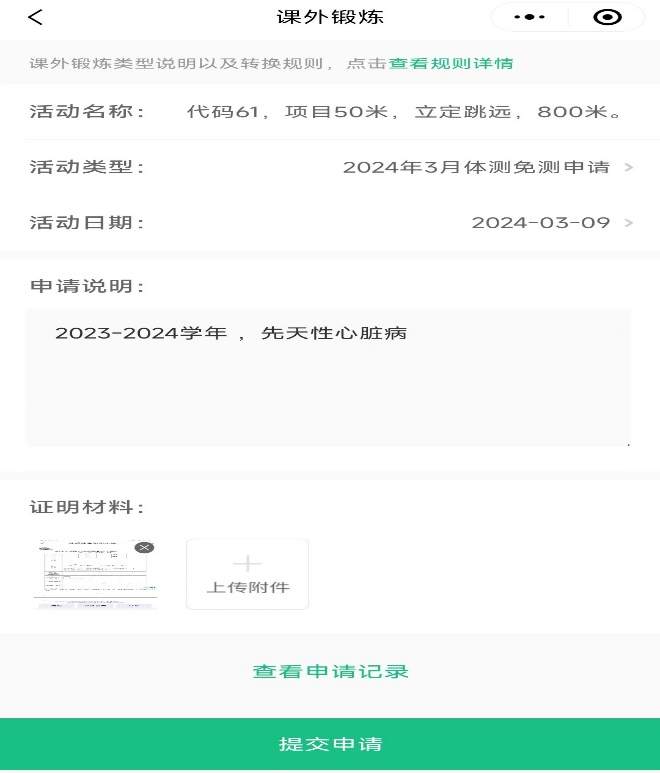 课外锻炼
课外锻炼类型说明以及转换规则，点击查看规则详情
活动名称： 代码61，项目50米，立定跳远，800米。
活动类型： 2024年3月体测免测申请 >
活动日期： 2024-03-09 >
申请说明：
2023-2024学年 ，先天性心脏病
证明材料：
上传附件
查看申请记录
提交申请